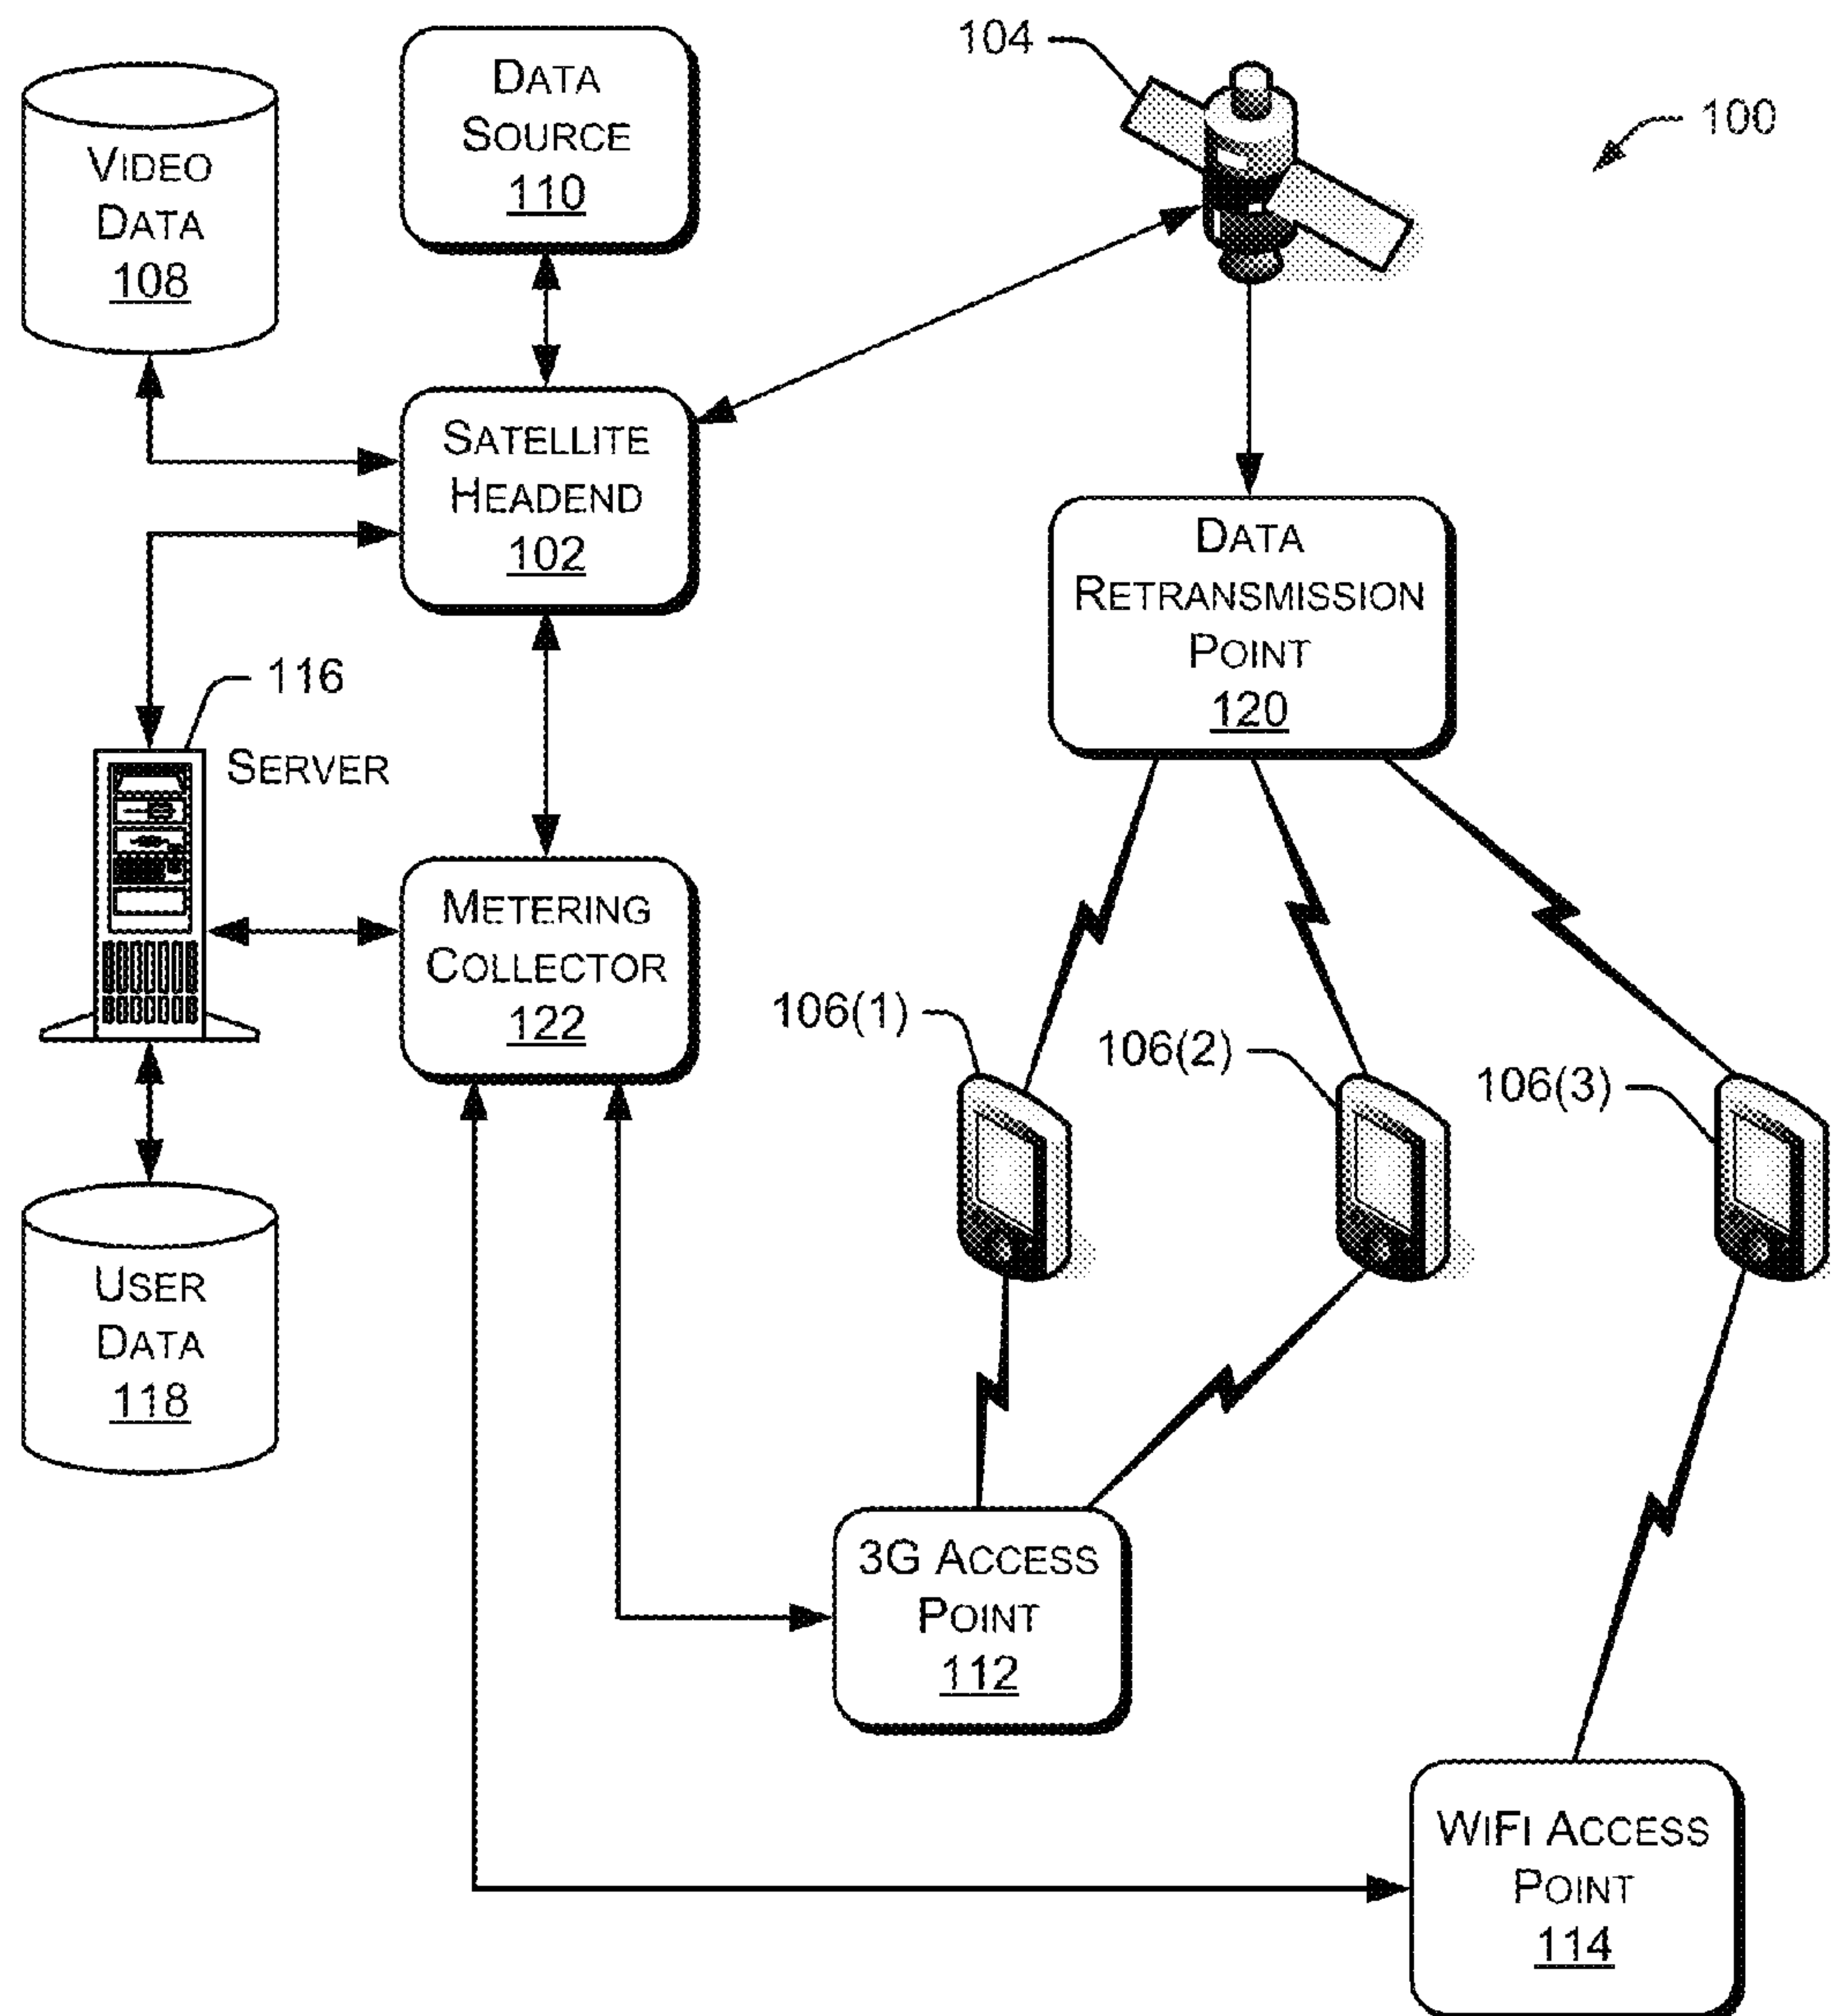 104
100
DATA
SOURCE
110
VIDEO
DATA
108
SATELLITE
HEADEND
102
DATA
RETRANSMISSION
POINT
120
116
SERVER
METERING
COLLECTOR
122
106(1)
106(2)
106(3)
USER
DATA
118
3G ACCESS
POINT
112
WIFI ACCESS
POINT
114